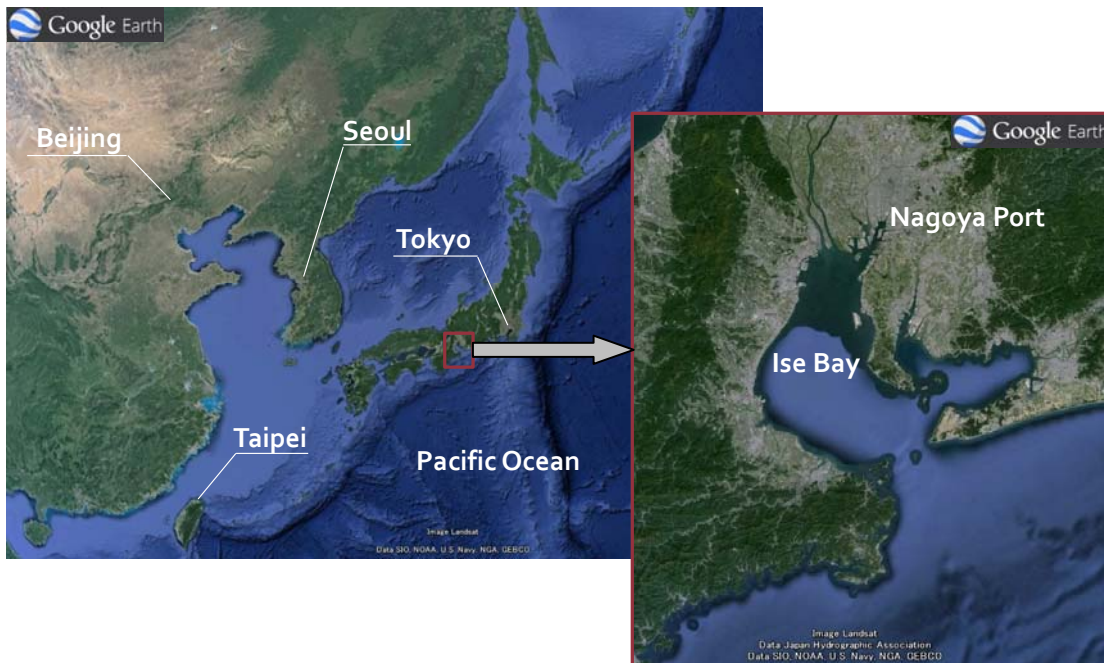 Google Earth
Beijing
Seoul
Tokyo
Taipei
Pacific Ocean
Image Landsat
Data SIO, NOAA, U.S. Navy, NGA, GEBCO
Google Earth
Nagoya Port
Ise Bay
Image Landsat
Data Japan Hydrographic Association
Data SIO, NOAA, U.S. Navy, NGA, GEBCO